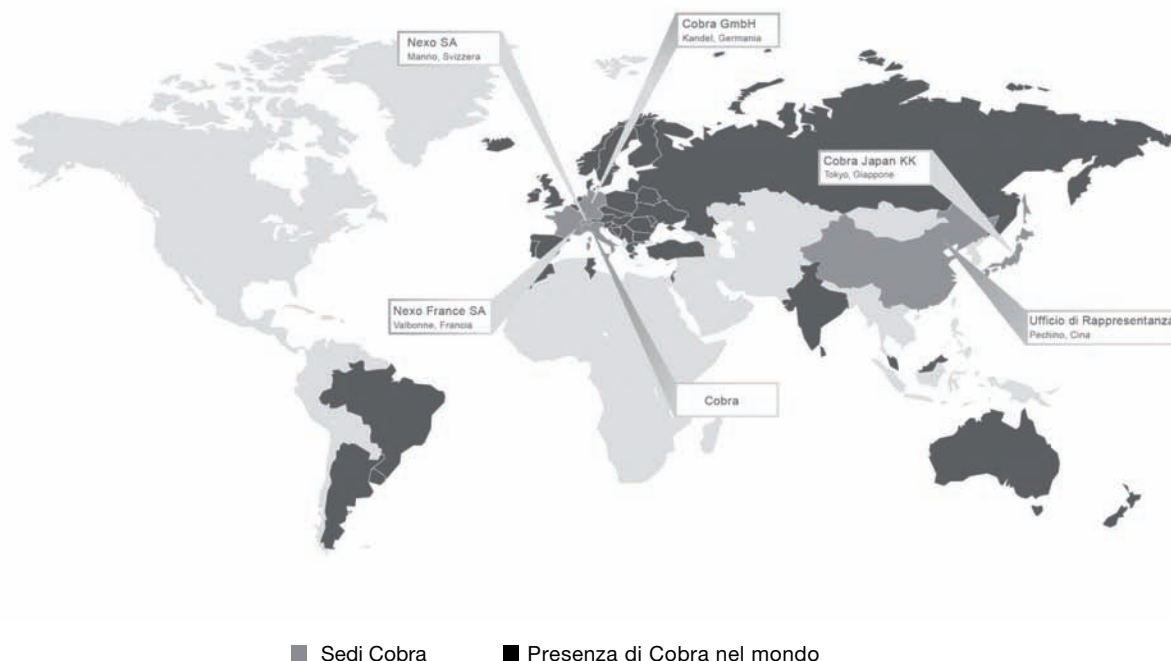 Cobra GmbH
Kandel, Germania
Nexo SA
Manno, Svizzera
Cobra Japan KK
Tokyo, Giappone
Nexo France SA
Valbonne, Francia
Ufficio di Rappresentanza
Pechino, Cina
Cobra
Sedi Cobra
Presenza di Cobra nel mondo